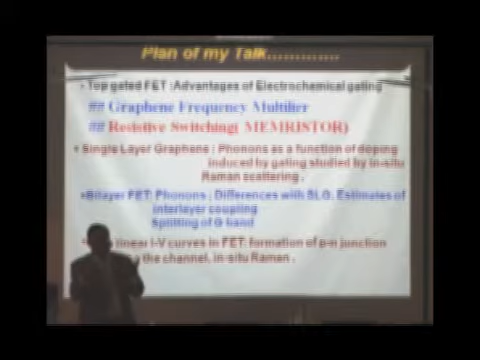 Plan of my Talk.............
• Top gated FET :Advantages of Electrochemical gating
## Graphene Frequency Multilier
## Resistive Switching( MEMRISTOR)
• Single Layer Graphene : Phonons as a function of doping
induced by gating studied by in-situ
Raman scattering .
•Bilayer FET: Phonons ; Differences with SLG; Estimates of
interlayer coupling
Splitting of G band
linear I-V curves in FET: formation of p-n junction
the channel, in-situ Raman .